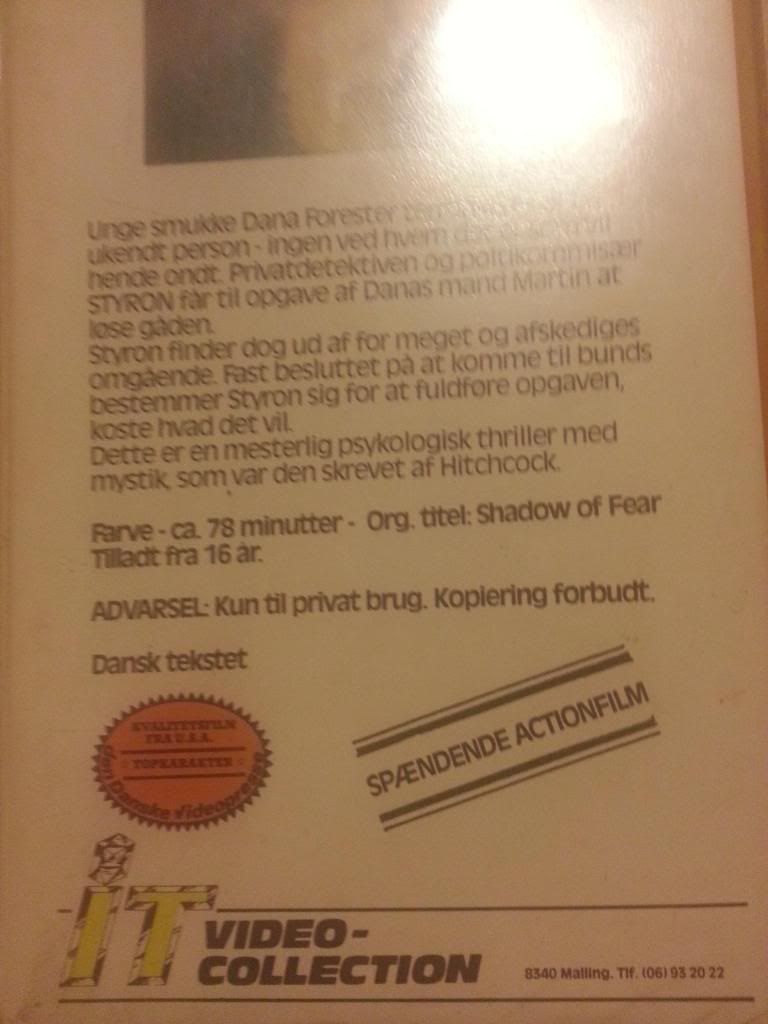 Unge smukke Dana Forester
ukendt person - ingen ved hvem
hende ondt. Privatdetektiven og politikommisær
STYRON får til opgave af Danas mand Martin at
løse gåden.
Styron finder dog ud af for meget og afskediges
omgående. Fast besluttet på at komme til bunds
bestemmer Styron sig for at fuldføre opgaven,
koste hvad det vil.
Dette er en mesterlig psykologisk thriller med
mystik, som var den skrevet af Hitchcock.
Farve - ca. 78 minutter - Org. titel: Shadow of Fear
Tilladt fra 16 år.
ADVARSEL: Kun til privat brug. Kopiering forbudt.
Dansk tekstet
KVALITETSFILM
FRA U.S.A.
TOPKARAKTER
den Danske Videopresse
SPÆNDENDE ACTIONFILM
iT VIDEO-
COLLECTION
8340 Malling. Tlf. (06) 93 20 22